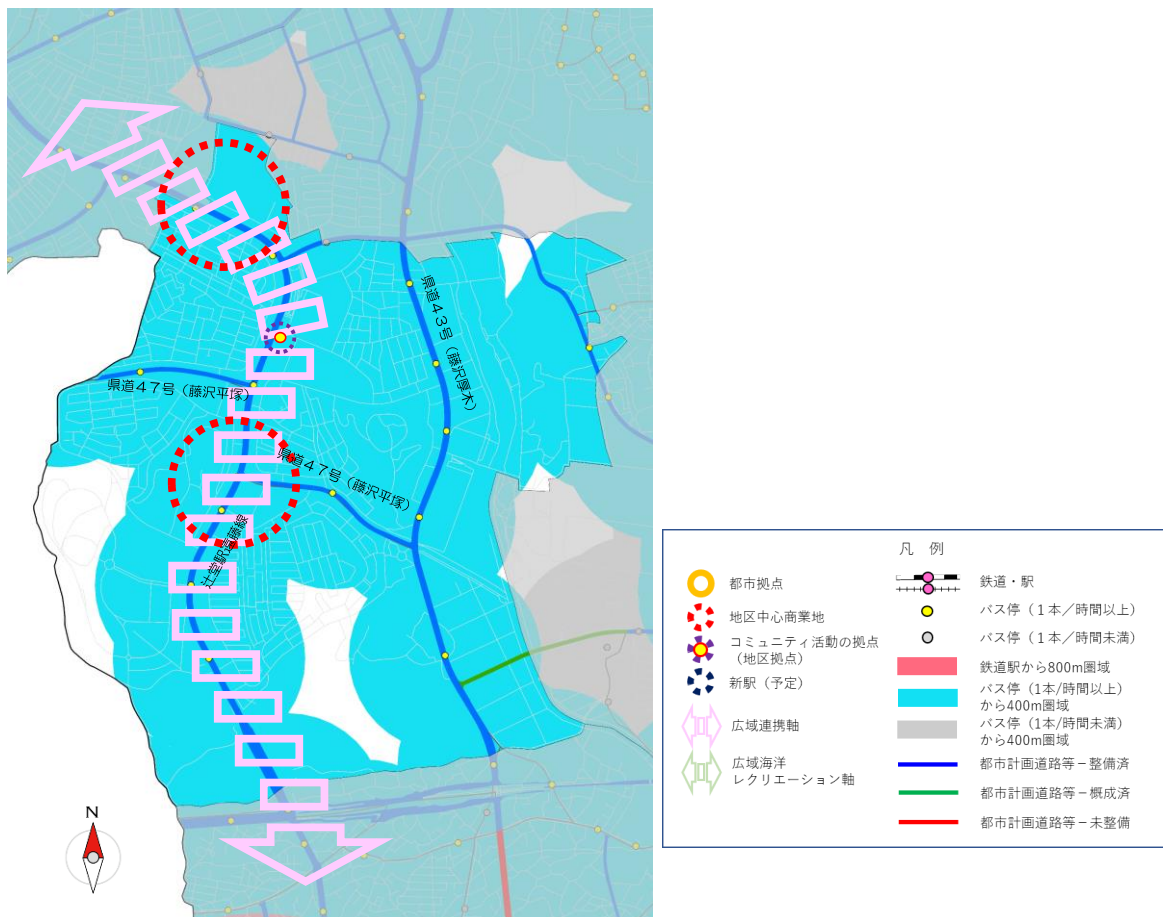 県道43号（藤沢厚木）
県道47号（藤沢平塚）
県道47号（藤沢平塚）
辻堂駅遠藤線
N
凡 例
都市拠点
地区中心商業地
コミュニティ活動の拠点
（地区拠点）
新駅（予定）
広域連携軸
広域海洋
レクリエーション軸
鉄道・駅
バス停（１本／時間以上）
バス停（１本／時間未満）
鉄道駅から800m圏域
バス停（1本/時間以上）
から400m圏域
バス停（1本/時間未満）
から400m圏域
都市計画道路等－整備済
都市計画道路等－概成済
都市計画道路等－未整備